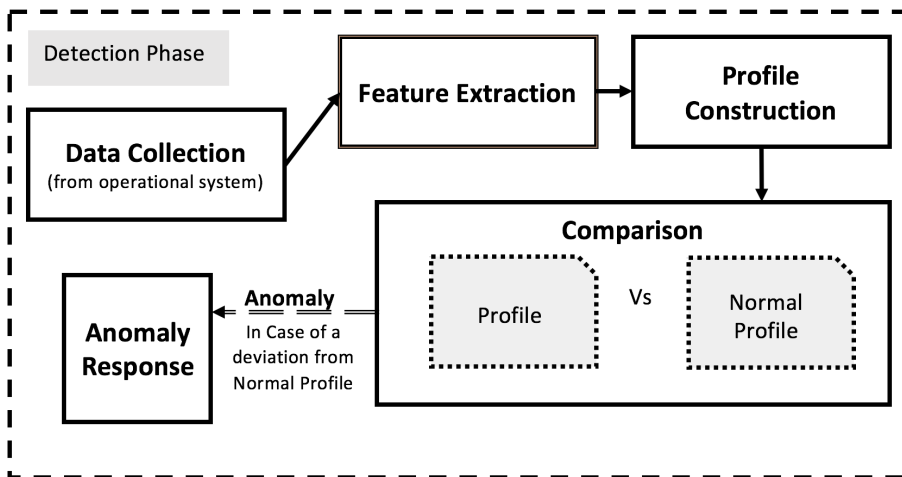 Detection Phase
Data Collection
(from operational system)
Feature Extraction
Profile
Construction
Comparison
Profile
Vs
Normal
Profile
Anomaly
In Case of a
deviation from
Normal Profile
Anomaly
Response